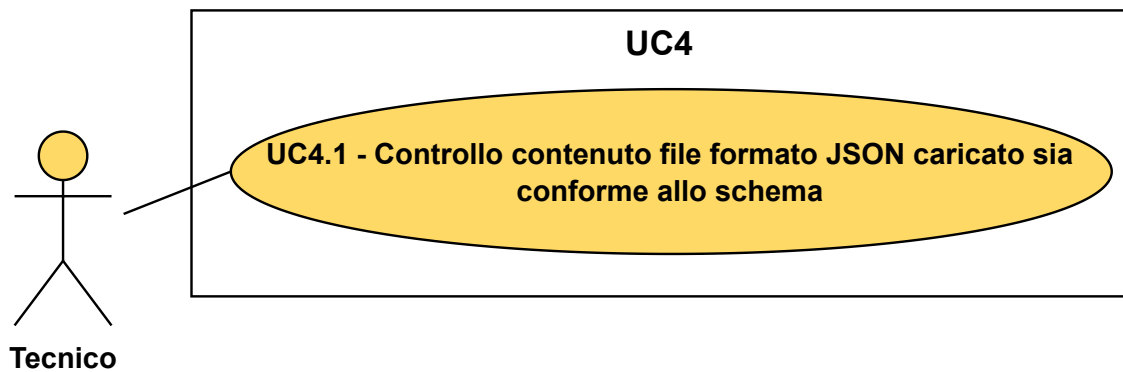 UC4
UC4.1 - Controllo contenuto file formato JSON caricato sia
conforme allo schema
Tecnico